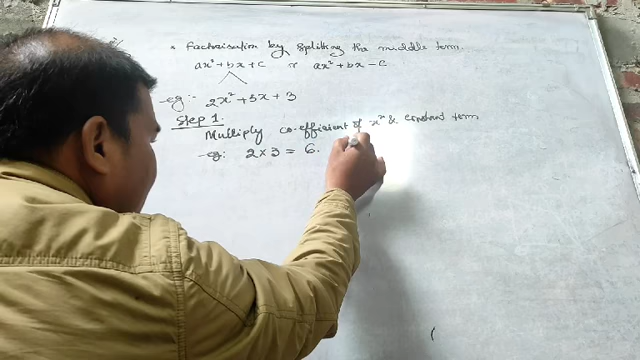 * Factorisation by splitting the middle term.
ax² + bx + c or ax² + bx - c
eg: 2x² + 5x + 3
Step 1
Multiply co.efficient of x² & constant term
eg: 2 × 3 = 6.